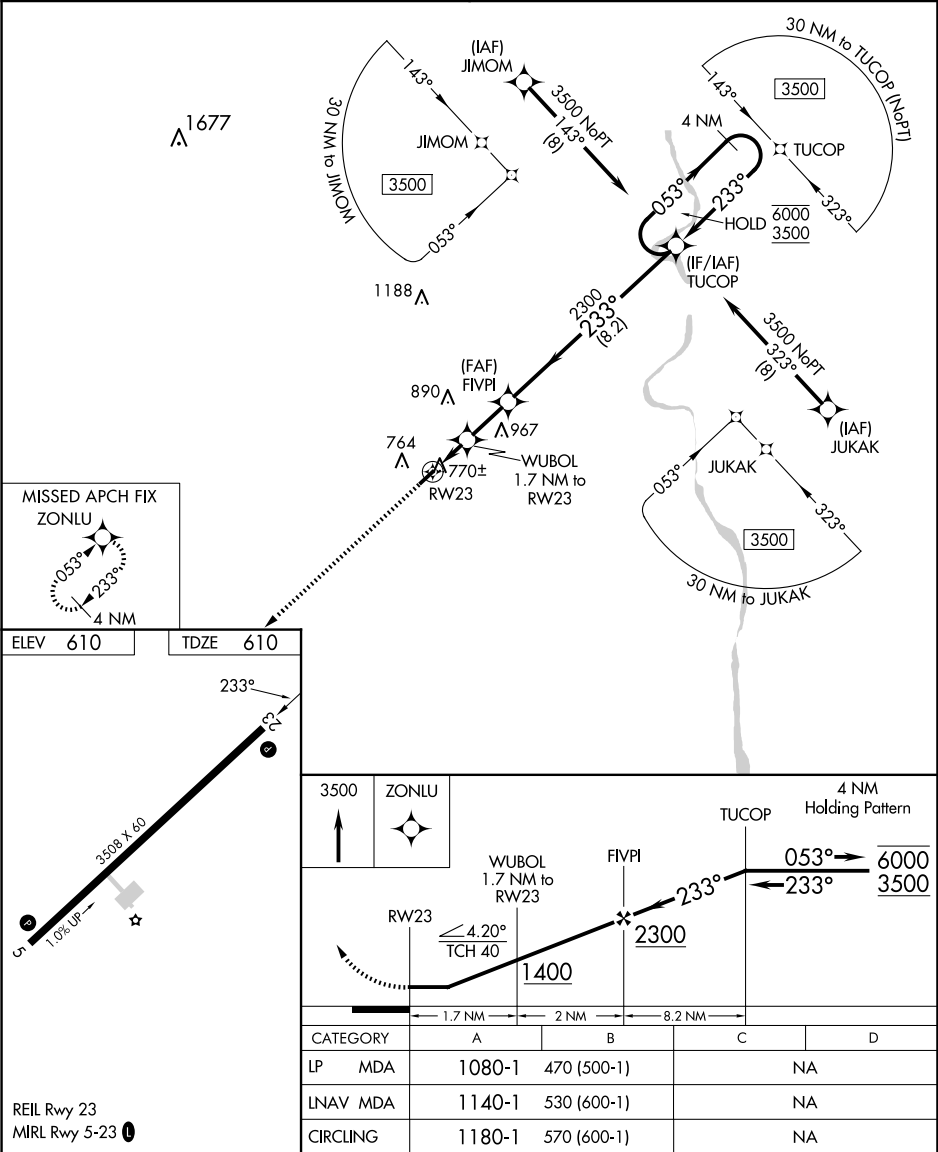 30 NM to TUCOP (NoPT)
143°
3500
TUCOP
323°
(IAF)
JIMOM
3500 NoPT
143°
(8)
30 NM to JIMOM
143°
JIMOM
3500
053°
1677
4 NM
053°
233°
HOLD
6000
3500
(IF/IAF)
TUCOP
1188
2300
233°
(8.2)
3500 NoPT
323°
(8)
(IAF)
JUKAK
(FAF)
FIVPI
890
967
764
770±
RW23
WUBOL
1.7 NM to
RW23
JUKAK
053°
323°
3500
30 NM to JUKAK
MISSED APCH FIX
ZONLU
053°
233°
4 NM
ELEV 610
TDZE 610
233°
23
P
3508 X 60
P
1.0% UP
5
REIL Rwy 23
MIRL Rwy 5-23 L
3500
ZONLU
4 NM
Holding Pattern
TUCOP
FIVPI
WUBOL
1.7 NM to
RW23
RW23
053°
233°
6000
3500
233°
2300
4.20°
TCH 40
1400
1.7 NM
2 NM
8.2 NM
CATEGORY A B C D
LP MDA 1080-1 470 (500-1) NA
LNAV MDA 1140-1 530 (600-1) NA
CIRCLING 1180-1 570 (600-1) NA